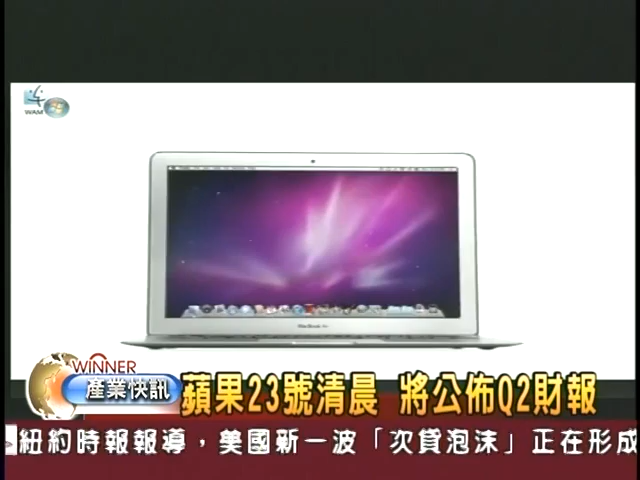 WAM
MacBook Air
WINNER
產業快訊
蘋果23號清晨 將公佈Q2財報
紐約時報報導，美國新一波「次貸泡沫」正在形成